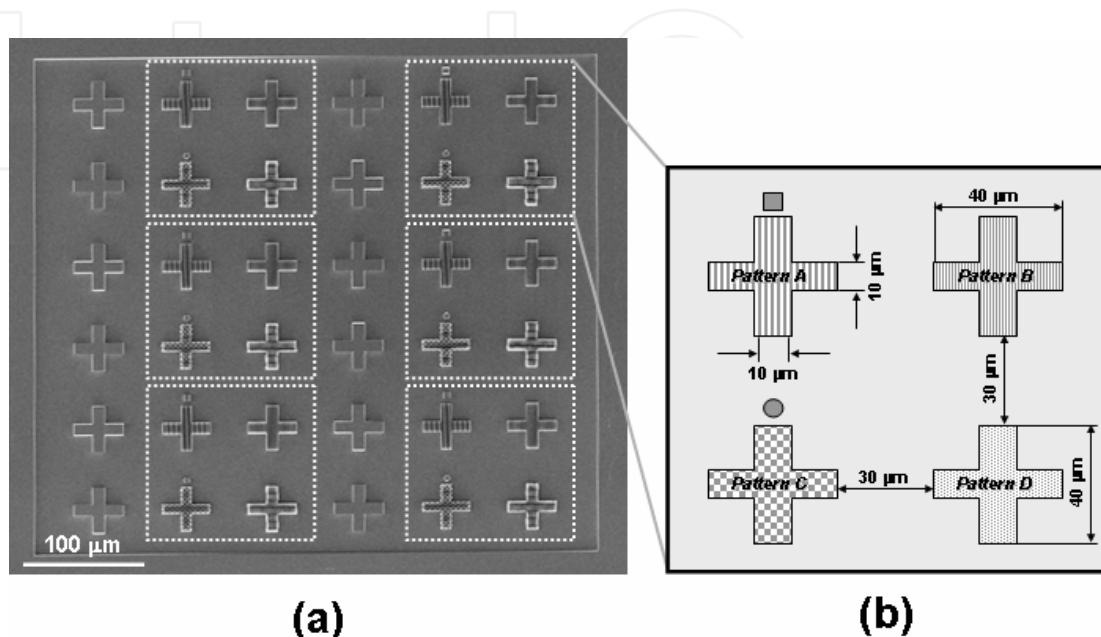 40 μm
Pattern A
10 μm
Pattern B
10 μm
30 μm
Pattern C
30 μm
Pattern D
40 μm
100 μm
(a)
(b)